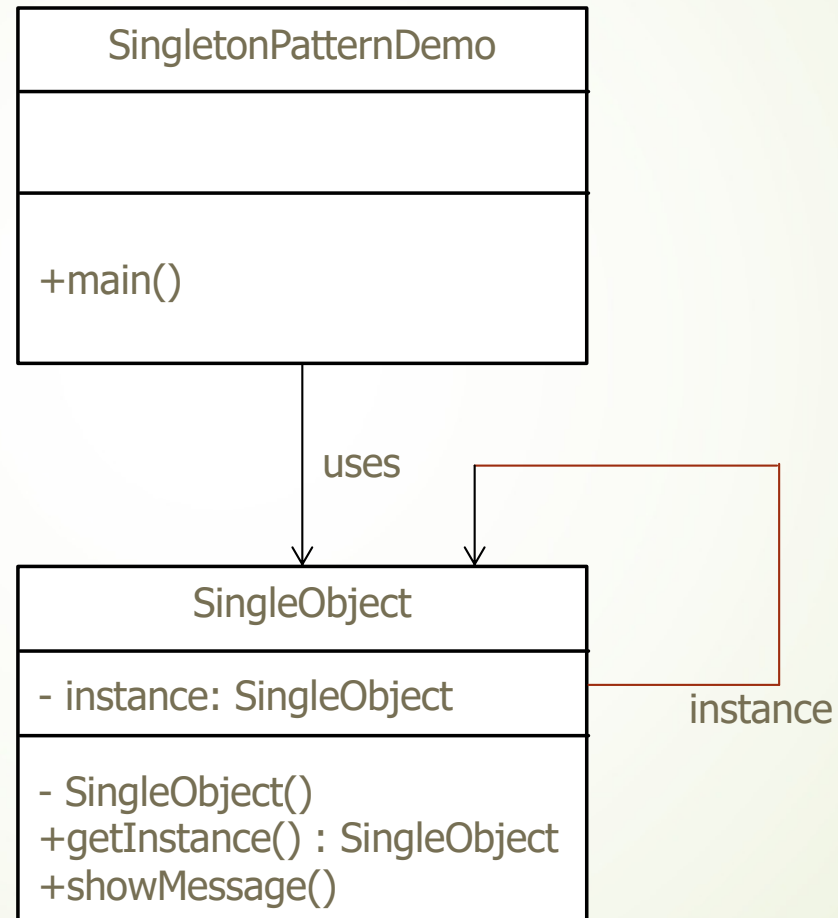 SingletonPatternDemo
+main()
uses
SingleObject
- instance: SingleObject
instance
- SingleObject()
+getInstance() : SingleObject
+showMessage()